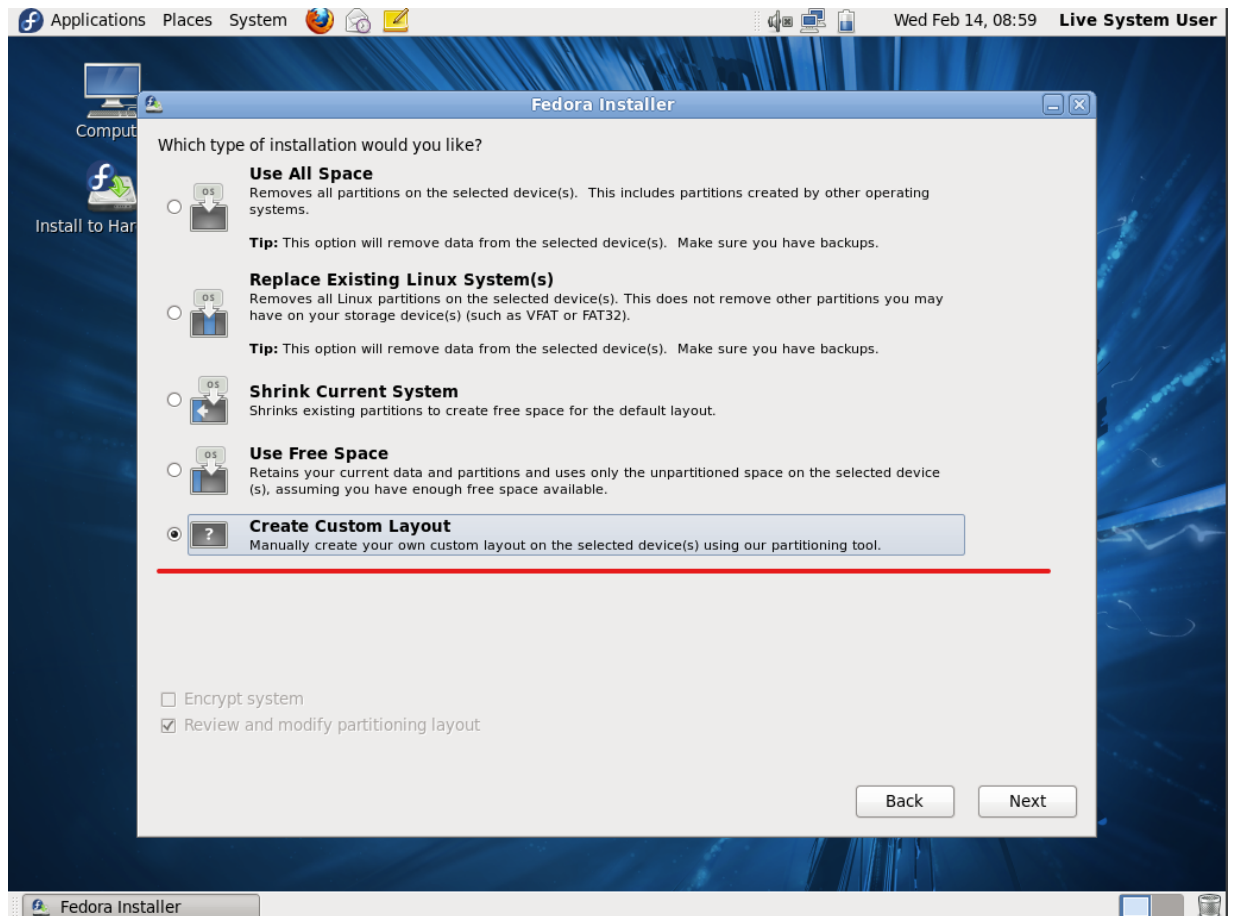 Applications Places System Wed Feb 14, 08:59 Live System User
Fedora Installer
Comput
Install to Har
Which type of installation would you like?
Use All Space
Removes all partitions on the selected device(s). This includes partitions created by other operating
systems.
Tip: This option will remove data from the selected device(s). Make sure you have backups.
Replace Existing Linux System(s)
Removes all Linux partitions on the selected device(s). This does not remove other partitions you may
have on your storage device(s) (such as VFAT or FAT32).
Tip: This option will remove data from the selected device(s). Make sure you have backups.
Shrink Current System
Shrinks existing partitions to create free space for the default layout.
Use Free Space
Retains your current data and partitions and uses only the unpartitioned space on the selected device
(s), assuming you have enough free space available.
Create Custom Layout
Manually create your own custom layout on the selected device(s) using our partitioning tool.
Encrypt system
Review and modify partitioning layout
Back Next
Fedora Installer
OS
OS
OS
OS
?